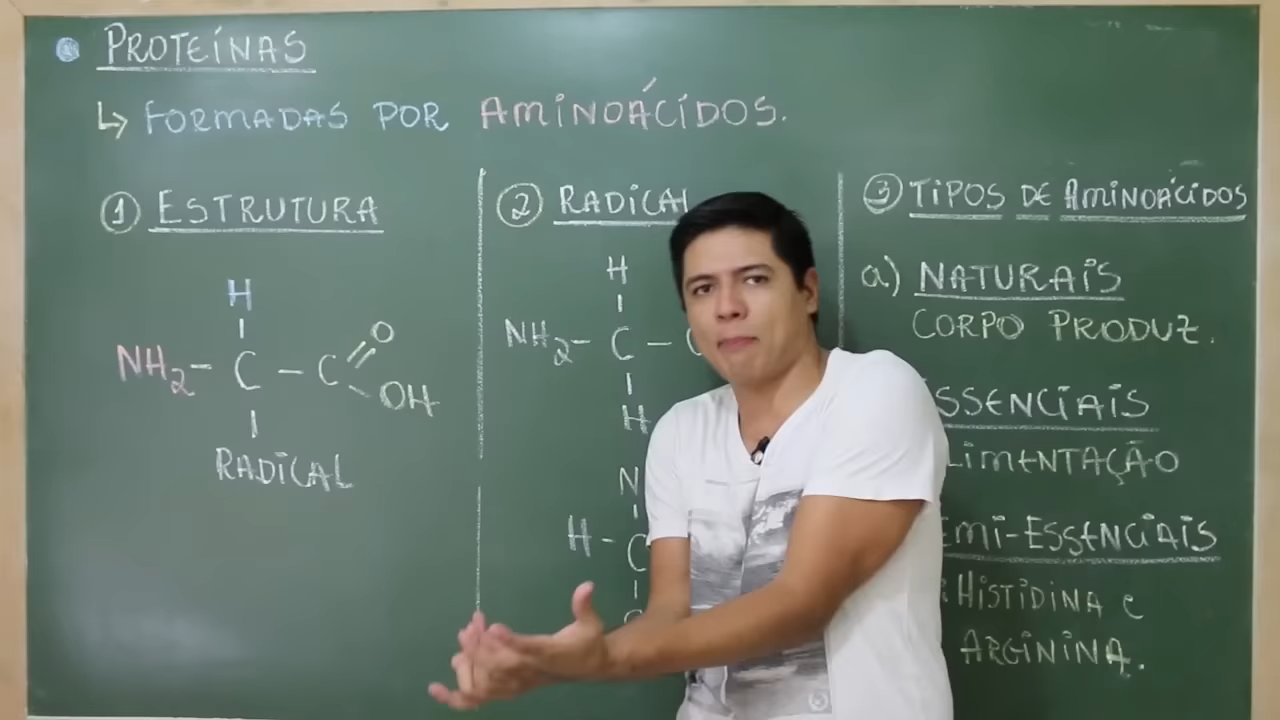 PROTEÍNAS
↳ FORMADAS POR AMINOÁCIDOS.
① ESTRUTURA
H
NH₂ - C - C
O
OH
RADICAL
② RADICAL
H
NH₂ - C -
H
N
H - C
③ TIPOS DE AMINOÁCIDOS
a) NATURAIS
CORPO PRODUZ.
SSENCIAIS
LIMENTAÇÃO
EMI-ESSENCIAIS
HISTIDINA E
ARGININA.